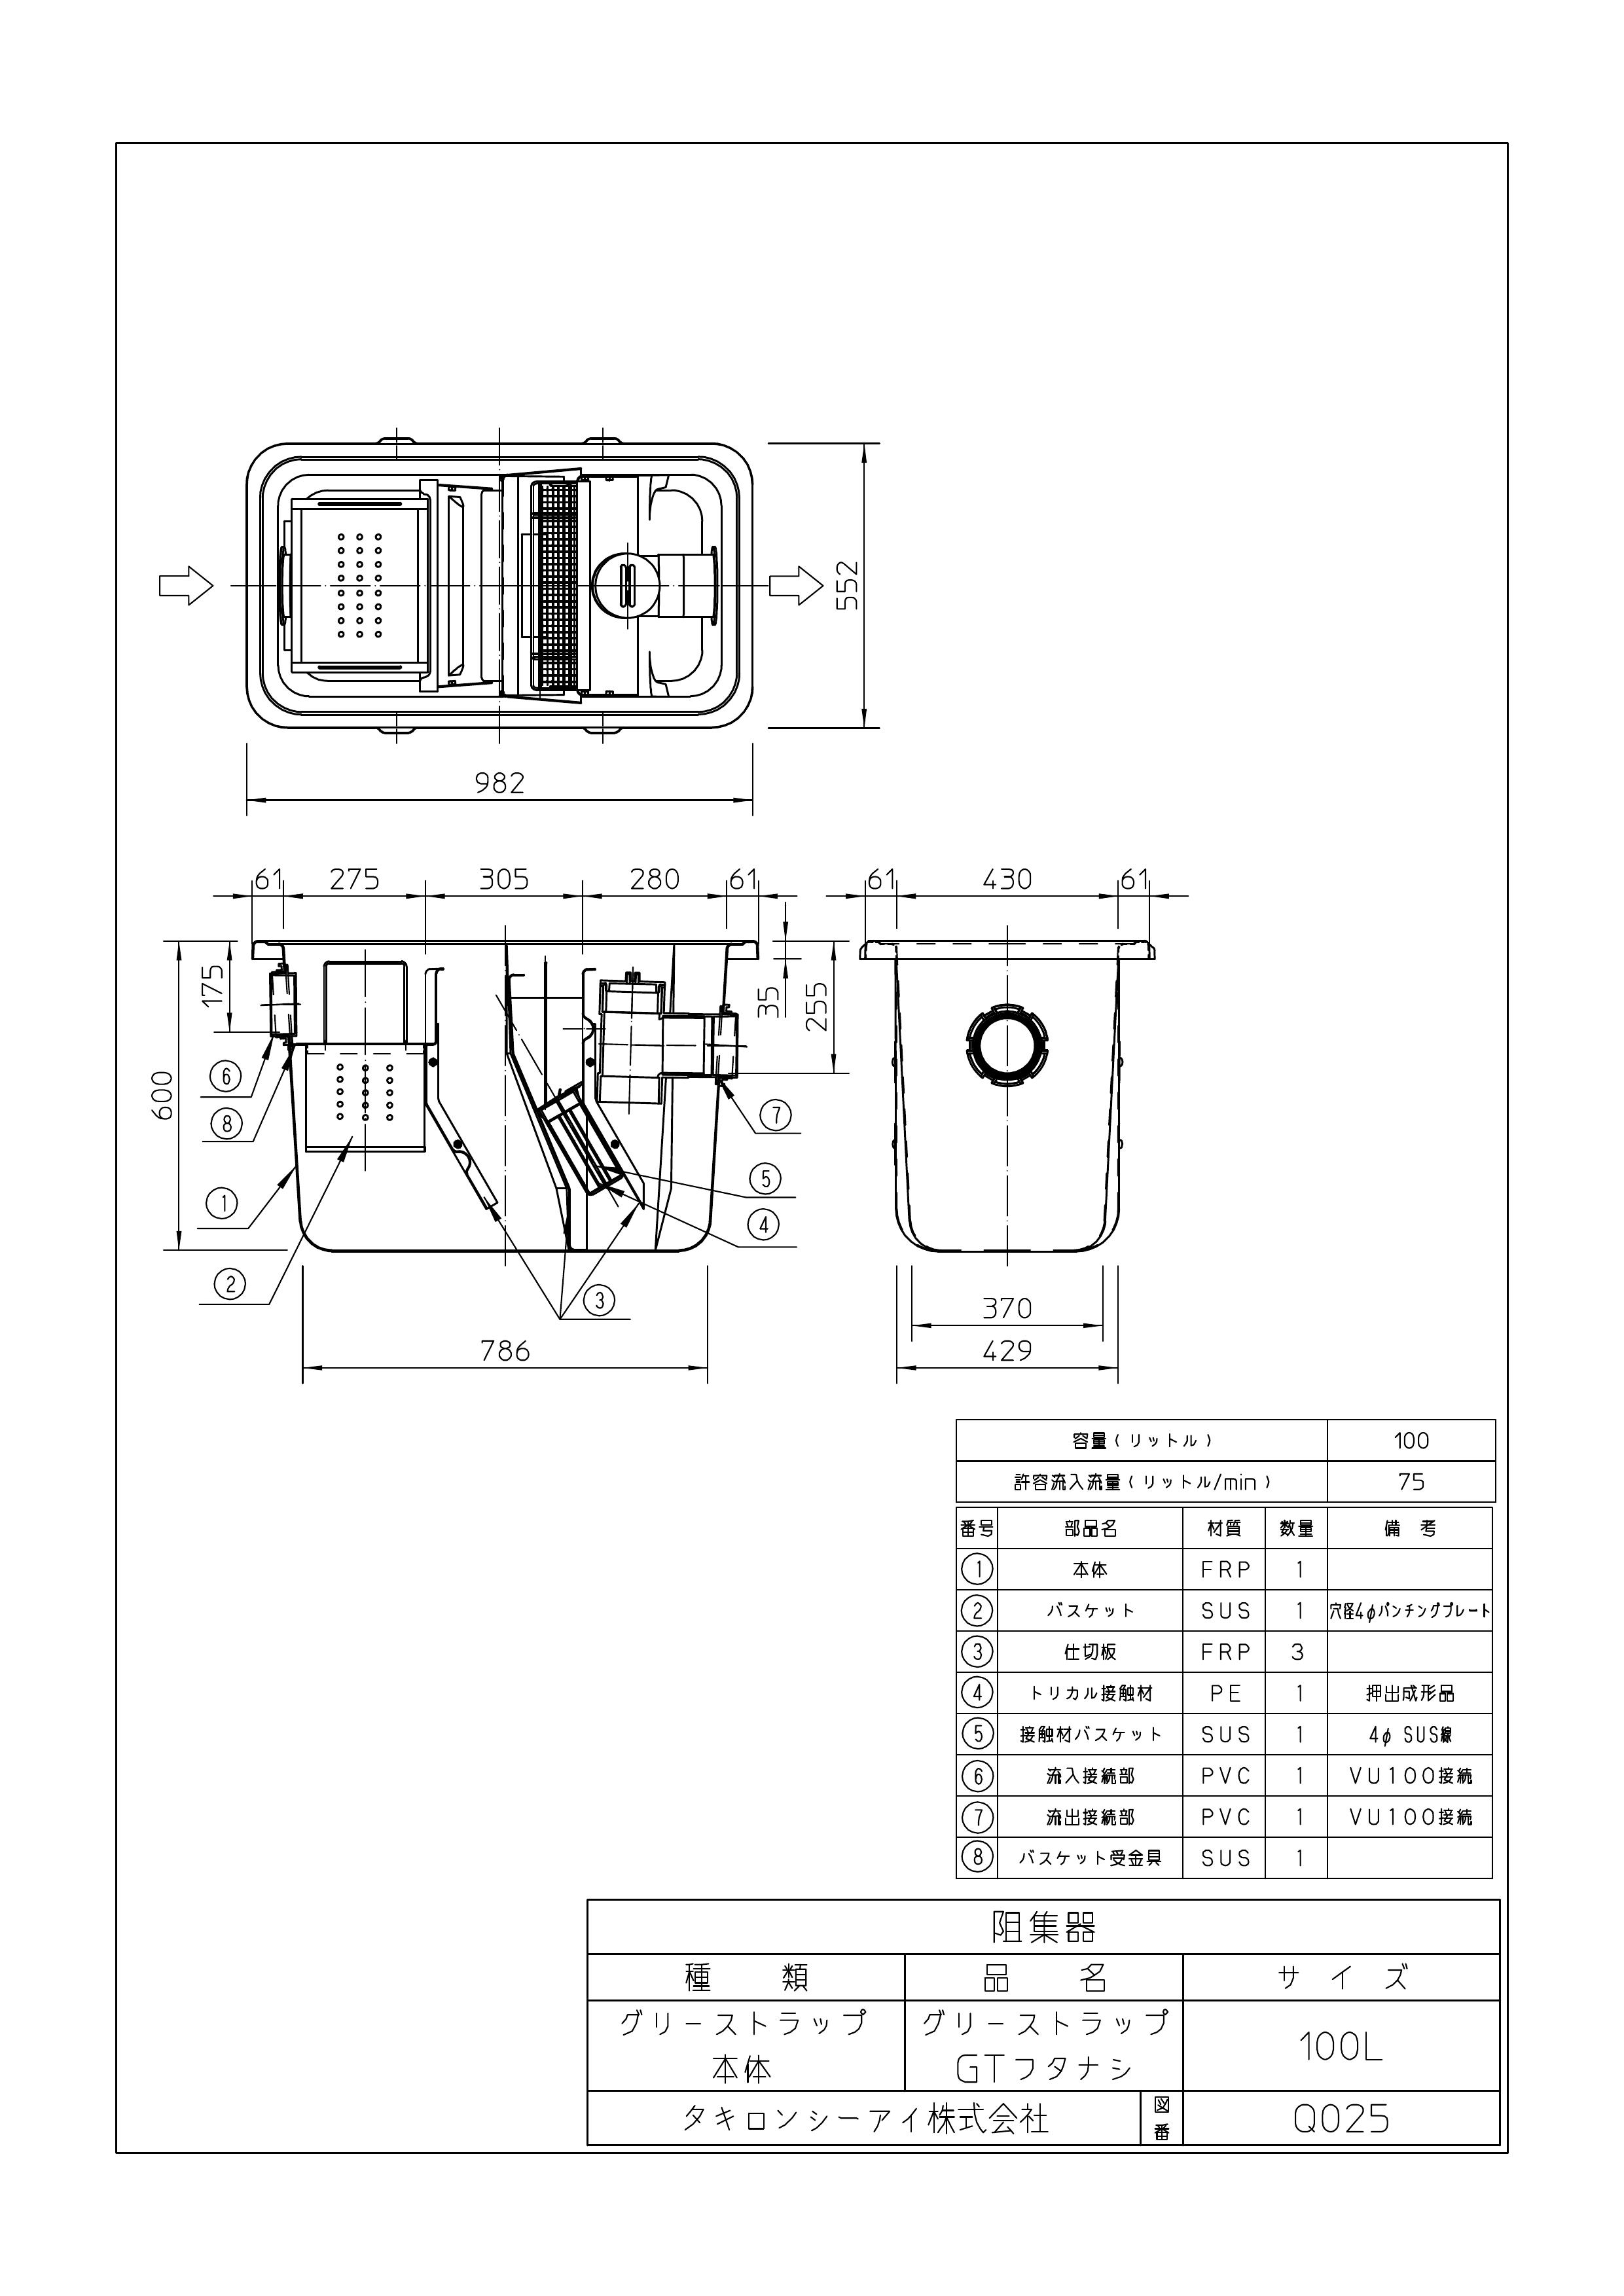 552
982
61 275 305 280 61
61 430 61
175
35
255
600
⑥
⑧
⑦
①
⑤
④
②
③
370
786
429
容量(リットル) 100
許容流入流量(リットル/min) 75
番号 部品名 材質 数量 備 考
① 本体 FRP 1
② バスケット SUS 1 穴径4φパンチングプレート
③ 仕切板 FRP 3
④ トリカル接触材 PE 1 押出成形品
⑤ 接触材バスケット SUS 1 4φ SUS線
⑥ 流入接続部 PVC 1 VU100接続
⑦ 流出接続部 PVC 1 VU100接続
⑧ バスケット受金具 SUS 1
阻集器
種 類 品 名 サ イ ズ
グリーストラップ グリーストラップ
100L
本体 GTフタナシ
タキロンシーアイ株式会社 図番 Q025